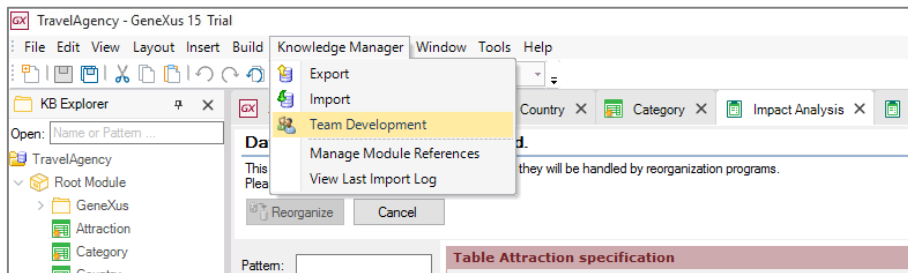 GX TravelAgency - GeneXus 15 Trial
File Edit View Layout Insert Build Knowledge Manager Window Tools Help
Export
Import
Team Development
Manage Module References
View Last Import Log
KB Explorer
Open: Name or Pattern ...
TravelAgency
Root Module
GeneXus
Attraction
Category
GX
Country
Category
Impact Analysis
Da
d.
This
they will be handled by reorganization programs.
Plea
Reorganize Cancel
Pattern:
Table Attraction specification